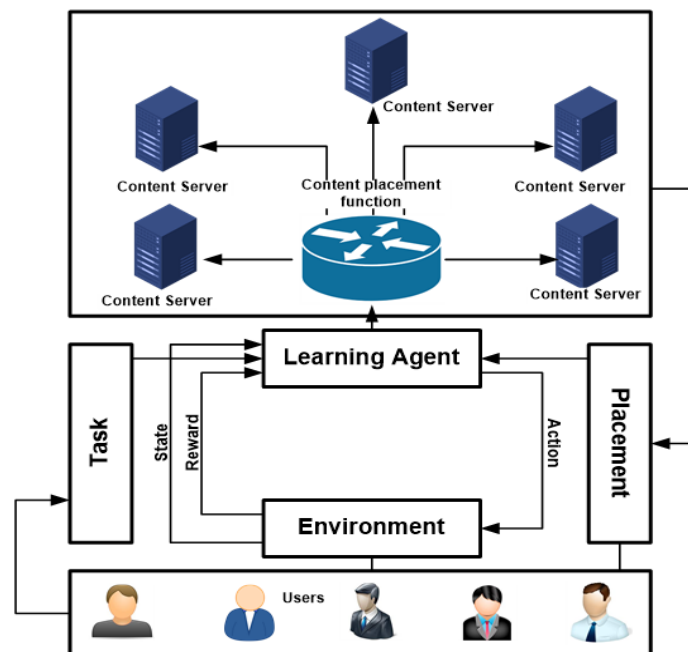 Content Server
Content Server
Content Server
Content placement
function
Content Server
Content Server
Learning Agent
Task
State
Reward
Action
Placement
Environment
Users